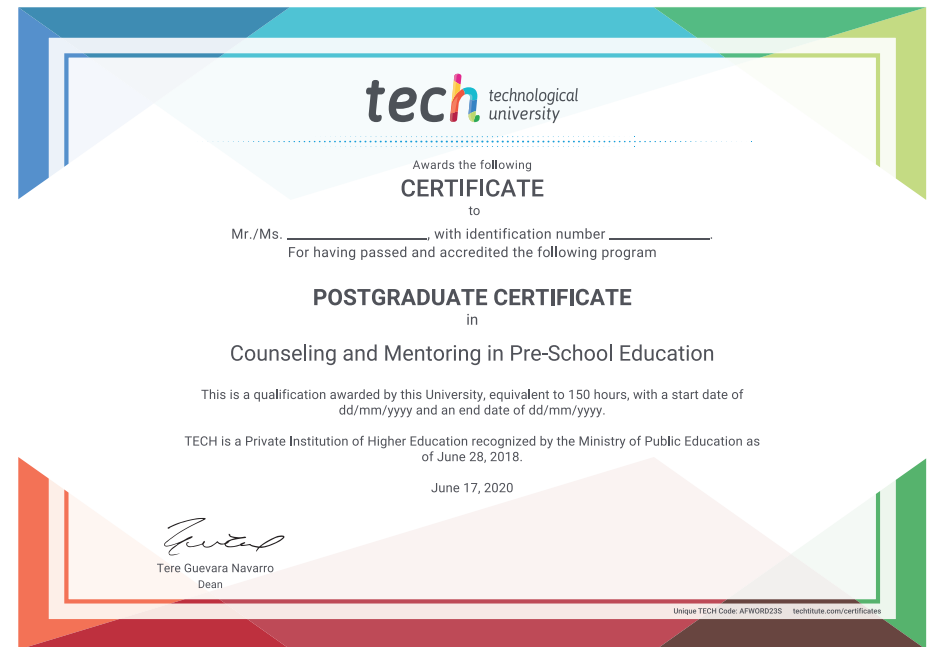 tech technological
university
Awards the following
CERTIFICATE
to
Mr./Ms. ____________________, with identification number ______________.
For having passed and accredited the following program
POSTGRADUATE CERTIFICATE
in
Counseling and Mentoring in Pre-School Education
This is a qualification awarded by this University, equivalent to 150 hours, with a start date of
dd/mm/yyyy and an end date of dd/mm/yyyy.
TECH is a Private Institution of Higher Education recognized by the Ministry of Public Education as
of June 28, 2018.
June 17, 2020
Tere Guevara Navarro
Dean
Unique TECH Code: AFWORD23S techtitute.com/certificates